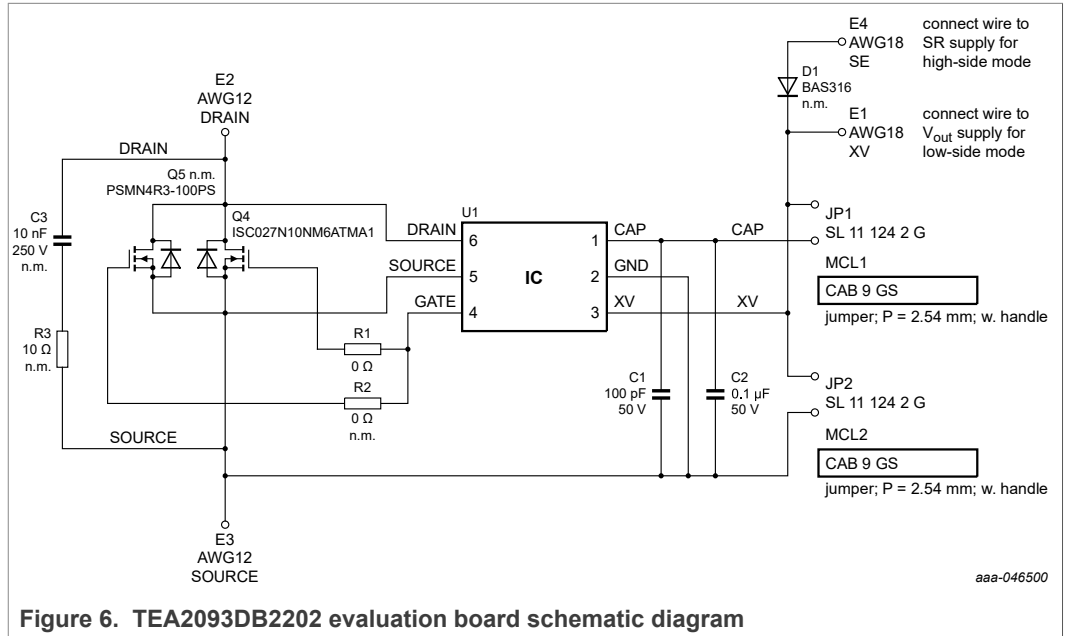 E4
AWG18
SE
connect wire to
SR supply for
high-side mode
D1
BAS316
n.m.
E2
AWG12
DRAIN
E1
AWG18
XV
connect wire to
Vout supply for
low-side mode
DRAIN
Q5 n.m.
PSMN4R3-100PS
C3
10 nF
250 V
n.m.
Q4
ISC027N10NM6ATMA1
U1
DRAIN
6
SOURCE
5
GATE
4
IC
1
CAP
CAP
2
GND
3
XV
XV
JP1
SL 11 124 2 G
MCL1
CAB 9 GS
jumper; P = 2.54 mm; w. handle
R3
10 Ω
n.m.
R1
0 Ω
R2
0 Ω
n.m.
C1
100 pF
50 V
C2
0.1 µF
50 V
JP2
SL 11 124 2 G
MCL2
CAB 9 GS
jumper; P = 2.54 mm; w. handle
SOURCE
E3
AWG12
SOURCE
aaa-046500
Figure 6. TEA2093DB2202 evaluation board schematic diagram